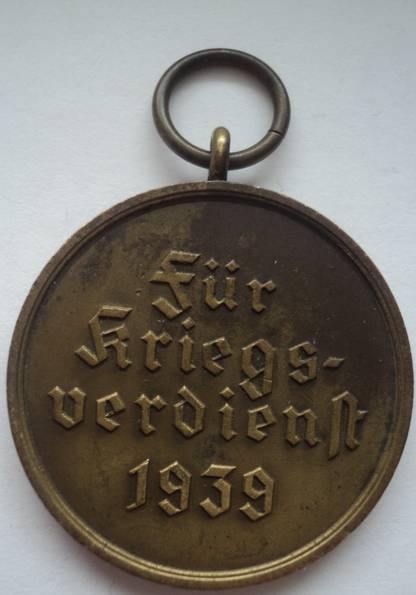 Für
Kriegs-
verdienst
1939